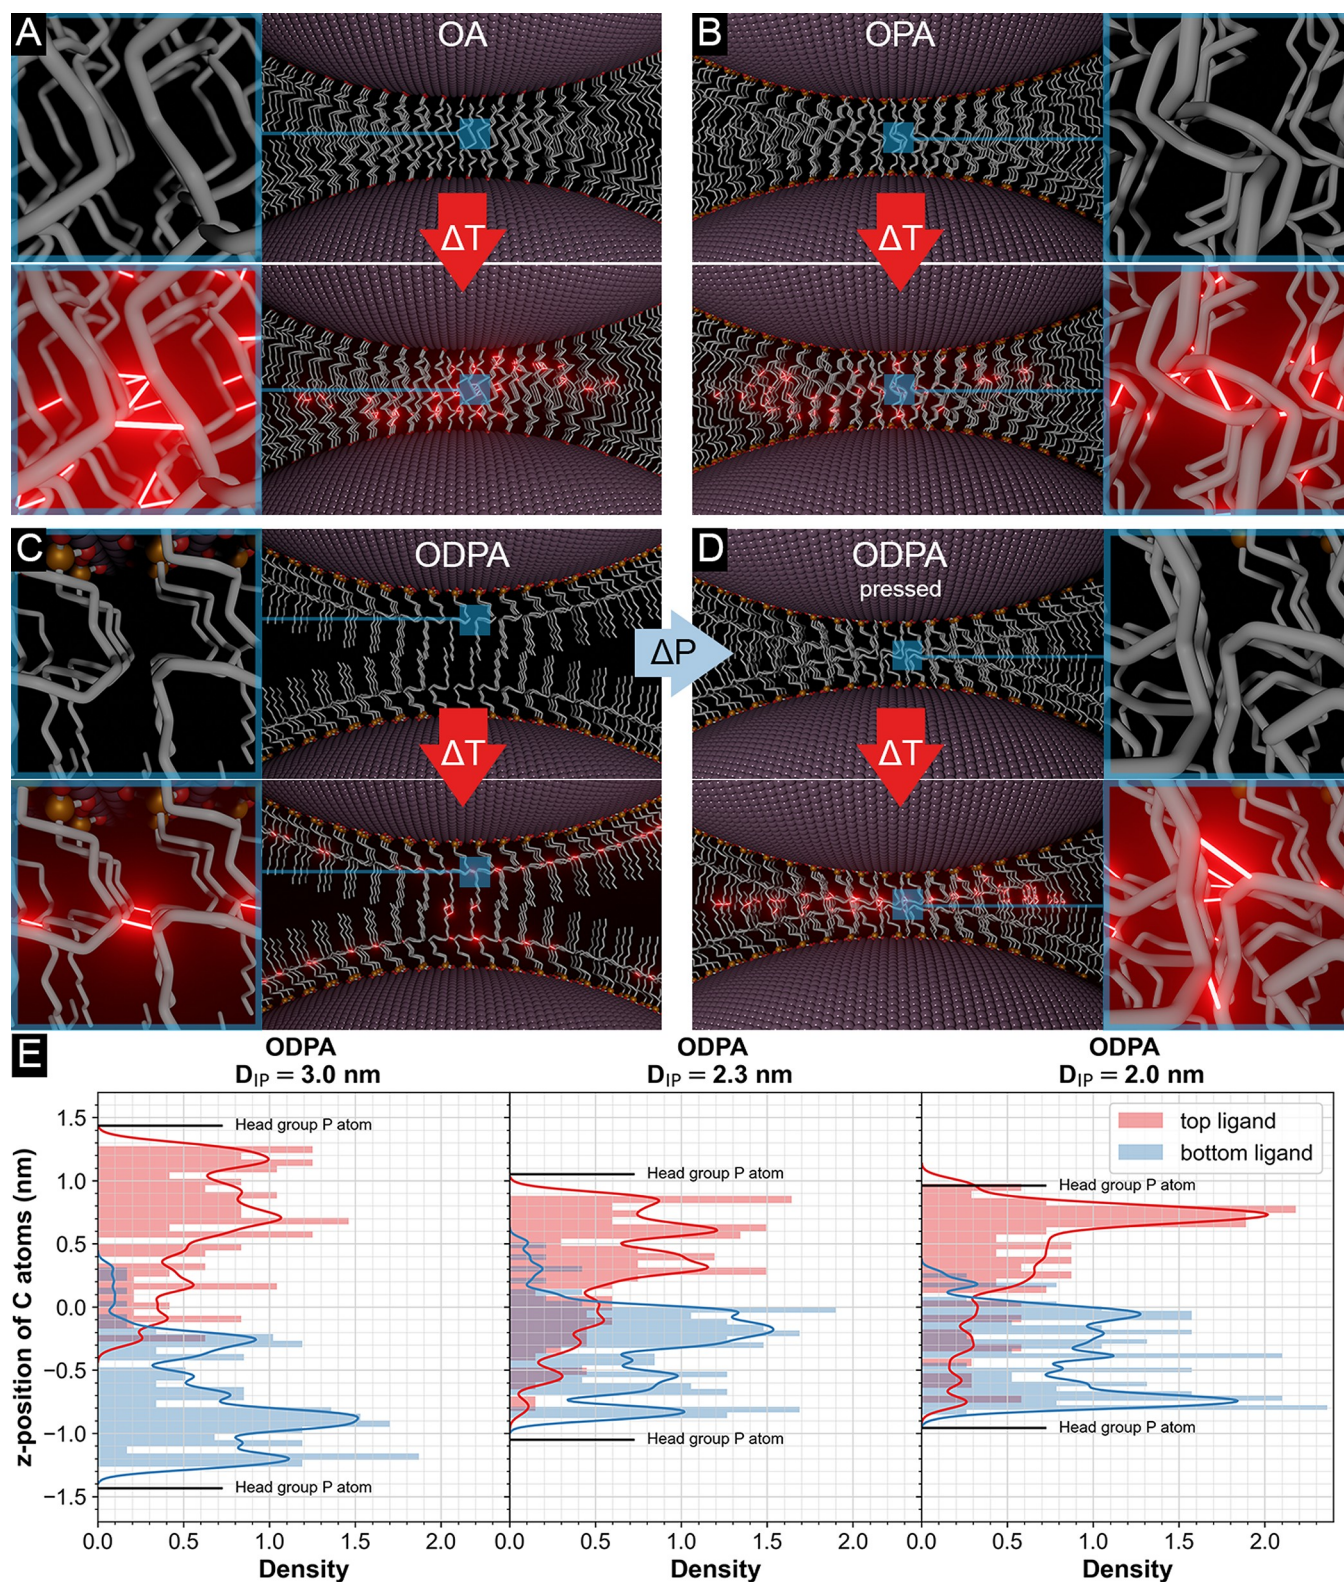 A
OA
ΔT
B
OPA
ΔT
C
ODPA
ΔT
ΔP
D
ODPA
pressed
ΔT
E
ODPA
D_IP = 3.0 nm
ODPA
D_IP = 2.3 nm
ODPA
D_IP = 2.0 nm
z-position of C atoms (nm)
1.5
1.0
0.5
0.0
−0.5
−1.0
−1.5
Head group P atom
Head group P atom
0.0 0.5 1.0 1.5 2.0
Density
Head group P atom
Head group P atom
0.0 0.5 1.0 1.5 2.0
Density
top ligand
bottom ligand
Head group P atom
Head group P atom
0.0 0.5 1.0 1.5 2.0
Density